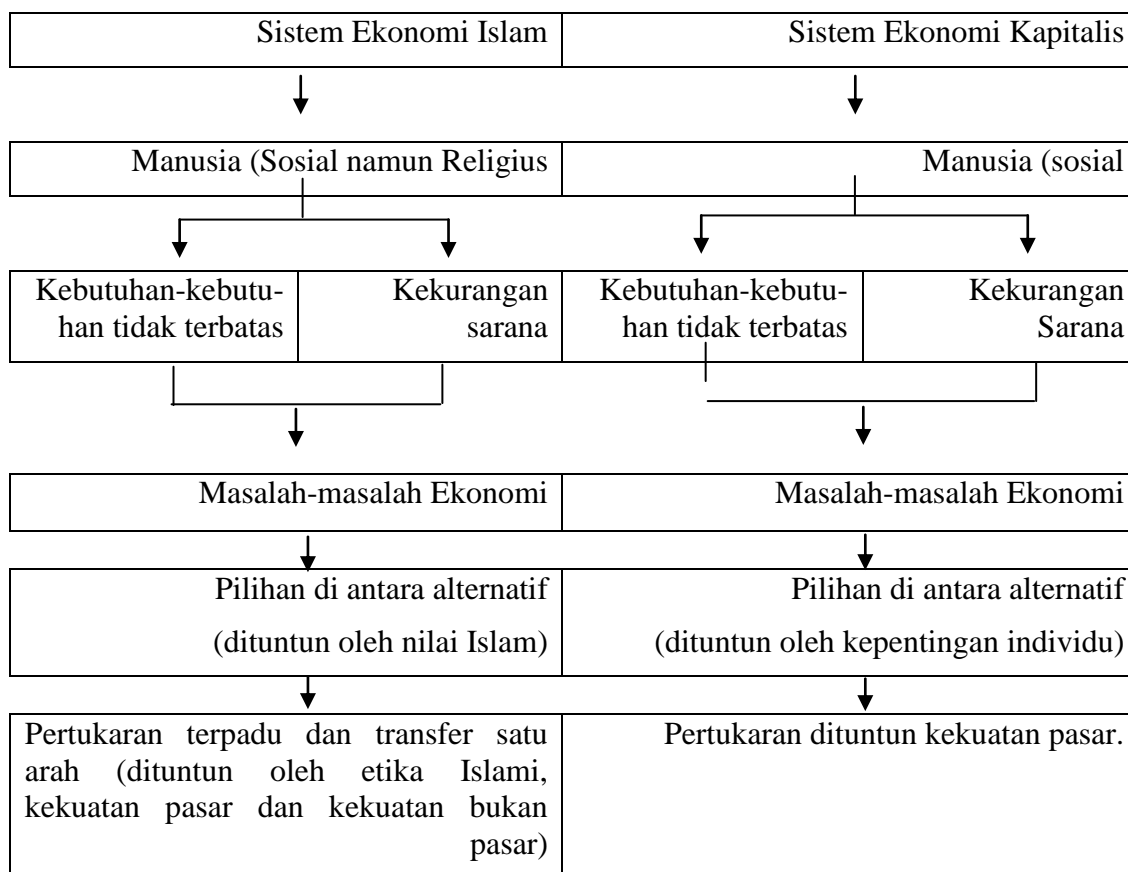 Sistem Ekonomi Islam
Sistem Ekonomi Kapitalis
Manusia (Sosial namun Religius
Manusia (sosial
Kebutuhan-kebutu-
han tidak terbatas
Kekurangan
sarana
Kebutuhan-kebutu-
han tidak terbatas
Kekurangan
Sarana
Masalah-masalah Ekonomi
Masalah-masalah Ekonomi
Pilihan di antara alternatif
(dituntun oleh nilai Islam)
Pilihan di antara alternatif
(dituntun oleh kepentingan individu)
Pertukaran terpadu dan transfer satu
arah (dituntun oleh etika Islami,
kekuatan pasar dan kekuatan bukan
pasar)
Pertukaran dituntun kekuatan pasar.